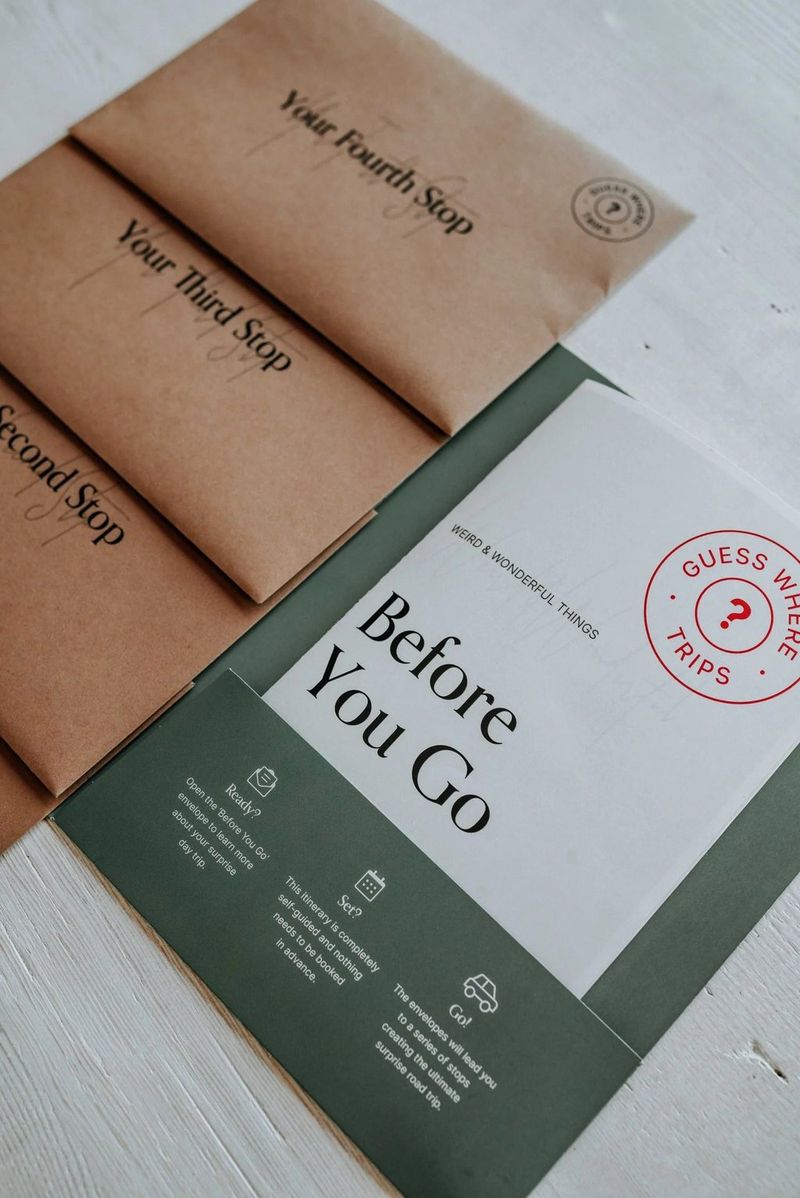 Your Fourth Stop
GUESS WHERE
?
TRIPS
Your Third Stop
Second Stop
WEIRD & WONDERFUL THINGS
Before
You Go
GUESS WHERE
?
TRIPS
Ready?
Open the 'Before You Go'
envelope to learn more
about your surprise
day trip.
Set?
This itinerary is completely
self-guided and nothing
needs to be booked
in advance.
Go!
The envelopes will lead you
to a series of stops
creating the ultimate
surprise road trip.